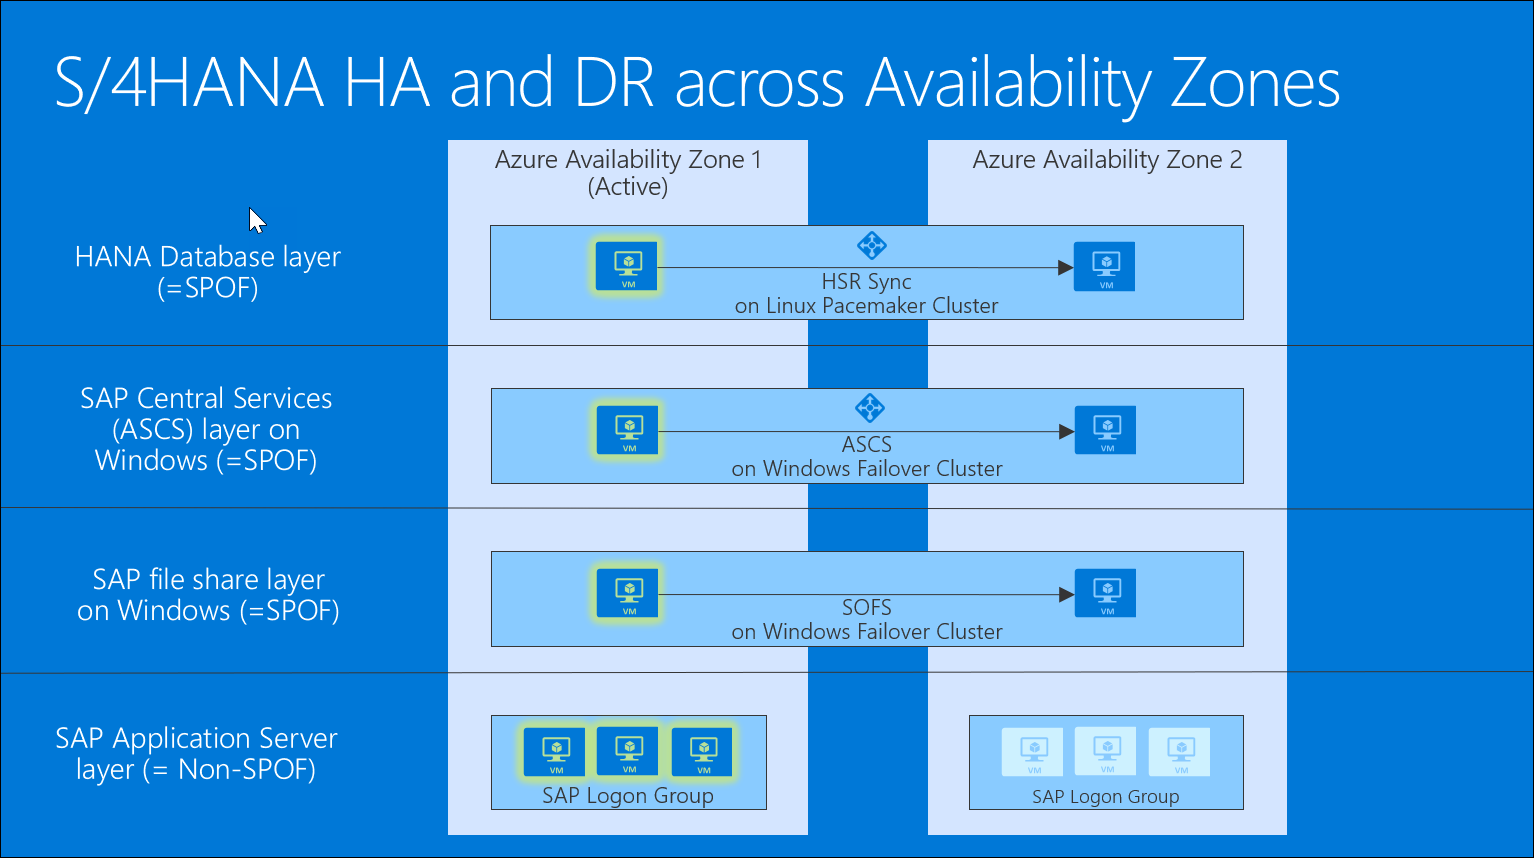 S/4HANA HA and DR across Availability Zones
Azure Availability Zone 1
(Active)
Azure Availability Zone 2
HANA Database layer
(=SPOF)
VM
VM
HSR Sync
on Linux Pacemaker Cluster
SAP Central Services
(ASCS) layer on
Windows (=SPOF)
VM
VM
ASCS
on Windows Failover Cluster
SAP file share layer
on Windows (=SPOF)
VM
VM
SOFS
on Windows Failover Cluster
SAP Application Server
layer (= Non-SPOF)
VM
VM
VM
SAP Logon Group
VM
VM
VM
SAP Logon Group